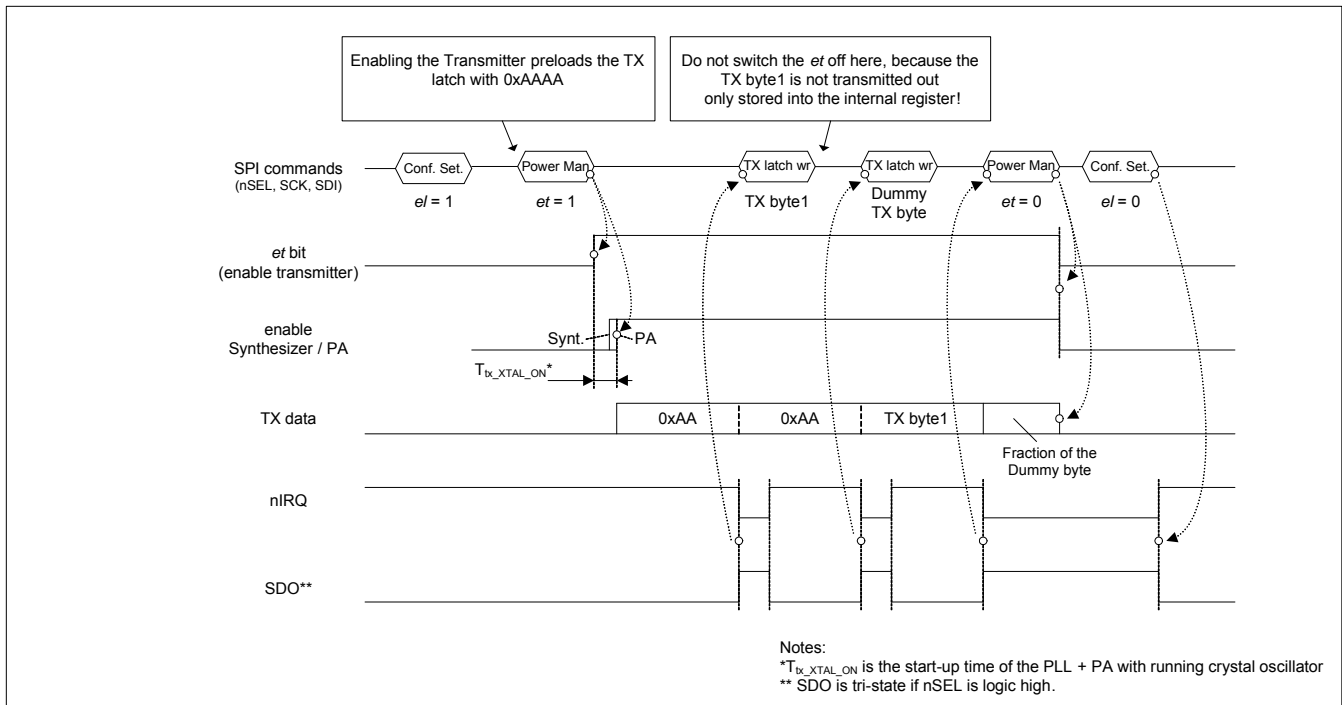 Enabling the Transmitter preloads the TX
latch with 0xAAAA
Do not switch the et off here, because the
TX byte1 is not transmitted out
only stored into the internal register!
SPI commands
(nSEL, SCK, SDI)
Conf. Set.
Power Man
TX latch wr
TX latch wr
Power Man
Conf. Set.
el = 1
et = 1
TX byte1
Dummy
TX byte
et = 0
el = 0
et bit
(enable transmitter)
enable
Synthesizer / PA
Synt.
PA
Ttx_XTAL_ON*
TX data
0xAA
0xAA
TX byte1
Fraction of the
Dummy byte
nIRQ
SDO**
Notes:
*Ttx_XTAL_ON is the start-up time of the PLL + PA with running crystal oscillator
** SDO is tri-state if nSEL is logic high.